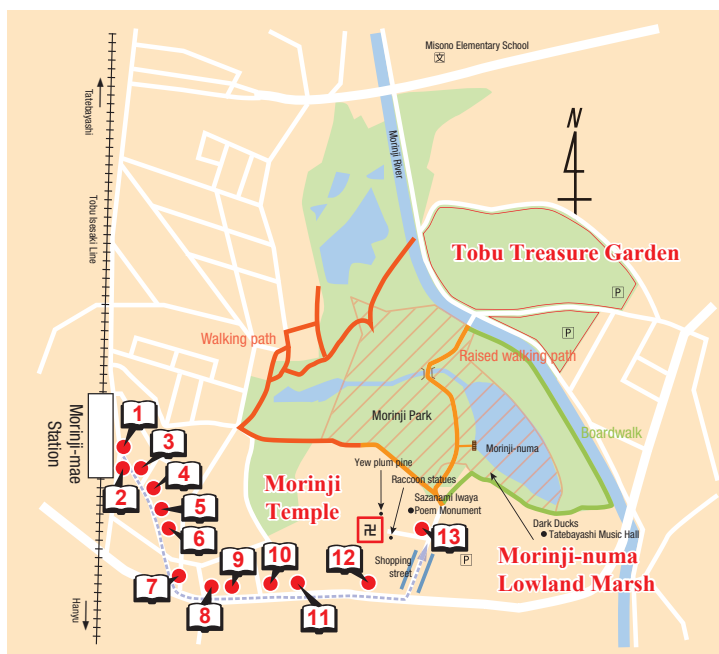 Misono Elementary School
文
Tatebayashi
Morinji River
N
Tobu Isesaki Line
Tobu Treasure Garden
P
P
Walking path
Raised walking path
Morinji-mae
Station
Morinji Park
Boardwalk
Morinji-numa
1
3
2
4
5
6
Yew plum pine
Raccoon statues
Morinji
Temple
Sazanami Iwaya
Poem Monument
卍
13
Dark Ducks
Tatebayashi Music Hall
Morinji-numa
Lowland Marsh
Shopping
street
P
7
8
9
10
11
12
Hanyu